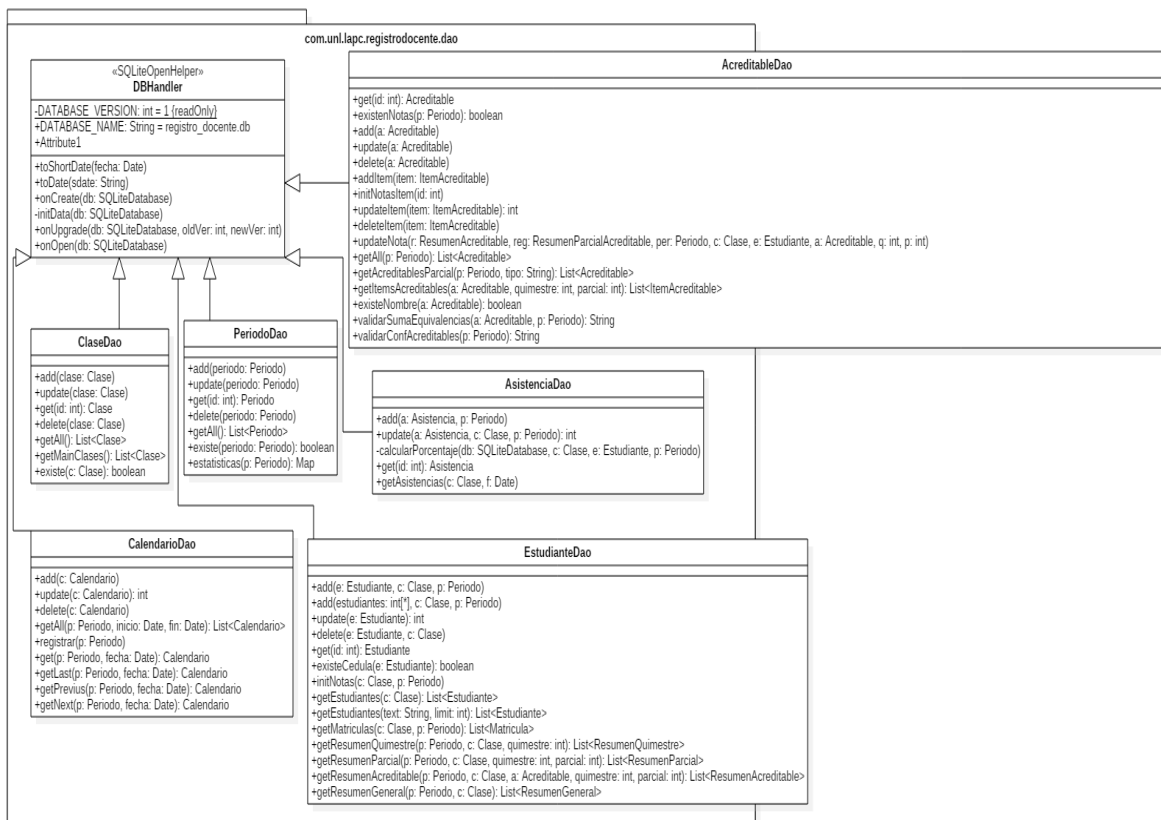 com.unl.lapc.registrodocente.dao
«SQLiteOpenHelper»
DBHandler
-DATABASE_VERSION: int = 1 {readOnly}
+DATABASE_NAME: String = registro_docente.db
+Attribute1
+toShortDate(fecha: Date)
+toDate(sdate: String)
+onCreate(db: SQLiteDatabase)
-initData(db: SQLiteDatabase)
+onUpgrade(db: SQLiteDatabase, oldVer: int, newVer: int)
+onOpen(db: SQLiteDatabase)
AcreditableDao
+get(id: int): Acreditable
+existenNotas(p: Periodo): boolean
+add(a: Acreditable)
+update(a: Acreditable)
+delete(a: Acreditable)
+addItem(item: ItemAcreditable)
+initNotasItem(id: int)
+updateItem(item: ItemAcreditable): int
+deleteItem(item: ItemAcreditable)
+updateNota(r: ResumenAcreditable, reg: ResumenParcialAcreditable, per: Periodo, c: Clase, e: Estudiante, a: Acreditable, q: int, p: int)
+getAll(p: Periodo): List<Acreditable>
+getAcreditablesParcial(p: Periodo, tipo: String): List<Acreditable>
+getItemsAcreditables(a: Acreditable, quimestre: int, parcial: int): List<ItemAcreditable>
+existeNombre(a: Acreditable): boolean
+validarSumaEquivalencias(a: Acreditable, p: Periodo): String
+validarConfAcreditables(p: Periodo): String
ClaseDao
+add(clase: Clase)
+update(clase: Clase)
+get(id: int): Clase
+delete(clase: Clase)
+getAll(): List<Clase>
+getMainClases(): List<Clase>
+existe(c: Clase): boolean
PeriodoDao
+add(periodo: Periodo)
+update(periodo: Periodo)
+get(id: int): Periodo
+delete(periodo: Periodo)
+getAll(): List<Periodo>
+existe(periodo: Periodo): boolean
+estatisticas(p: Periodo): Map
AsistenciaDao
+add(a: Asistencia, p: Periodo)
+update(a: Asistencia, c: Clase, p: Periodo): int
-calcularPorcentaje(db: SQLiteDatabase, c: Clase, e: Estudiante, p: Periodo)
+get(id: int): Asistencia
+getAsistencias(c: Clase, f: Date)
CalendarioDao
+add(c: Calendario)
+update(c: Calendario): int
+delete(c: Calendario)
+getAll(p: Periodo, inicio: Date, fin: Date): List<Calendario>
+registrar(p: Periodo)
+get(p: Periodo, fecha: Date): Calendario
+getLast(p: Periodo, fecha: Date): Calendario
+getPrevius(p: Periodo, fecha: Date): Calendario
+getNext(p: Periodo, fecha: Date): Calendario
EstudianteDao
+add(e: Estudiante, c: Clase, p: Periodo)
+add(estudiantes: int[*], c: Clase, p: Periodo)
+update(e: Estudiante): int
+delete(e: Estudiante, c: Clase)
+get(id: int): Estudiante
+existeCedula(e: Estudiante): boolean
+initNotas(c: Clase, p: Periodo)
+getEstudiantes(c: Clase): List<Estudiante>
+getEstudiantes(text: String, limit: int): List<Estudiante>
+getMatriculas(c: Clase, p: Periodo): List<Matricula>
+getResumenQuimestre(p: Periodo, c: Clase, quimestre: int): List<ResumenQuimestre>
+getResumenParcial(p: Periodo, c: Clase, quimestre: int, parcial: int): List<ResumenParcial>
+getResumenAcreditable(p: Periodo, c: Clase, a: Acreditable, quimestre: int, parcial: int): List<ResumenAcreditable>
+getResumenGeneral(p: Periodo, c: Clase): List<ResumenGeneral>